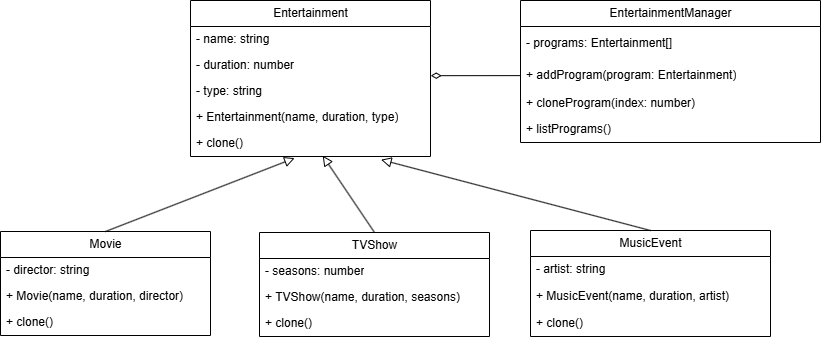 Entertainment
- name: string
- duration: number
- type: string
+ Entertainment(name, duration, type)
+ clone()
EntertainmentManager
- programs: Entertainment[]
+ addProgram(program: Entertainment)
+ cloneProgram(index: number)
+ listPrograms()
Movie
- director: string
+ Movie(name, duration, director)
+ clone()
TVShow
- seasons: number
+ TVShow(name, duration, seasons)
+ clone()
MusicEvent
- artist: string
+ MusicEvent(name, duration, artist)
+ clone()